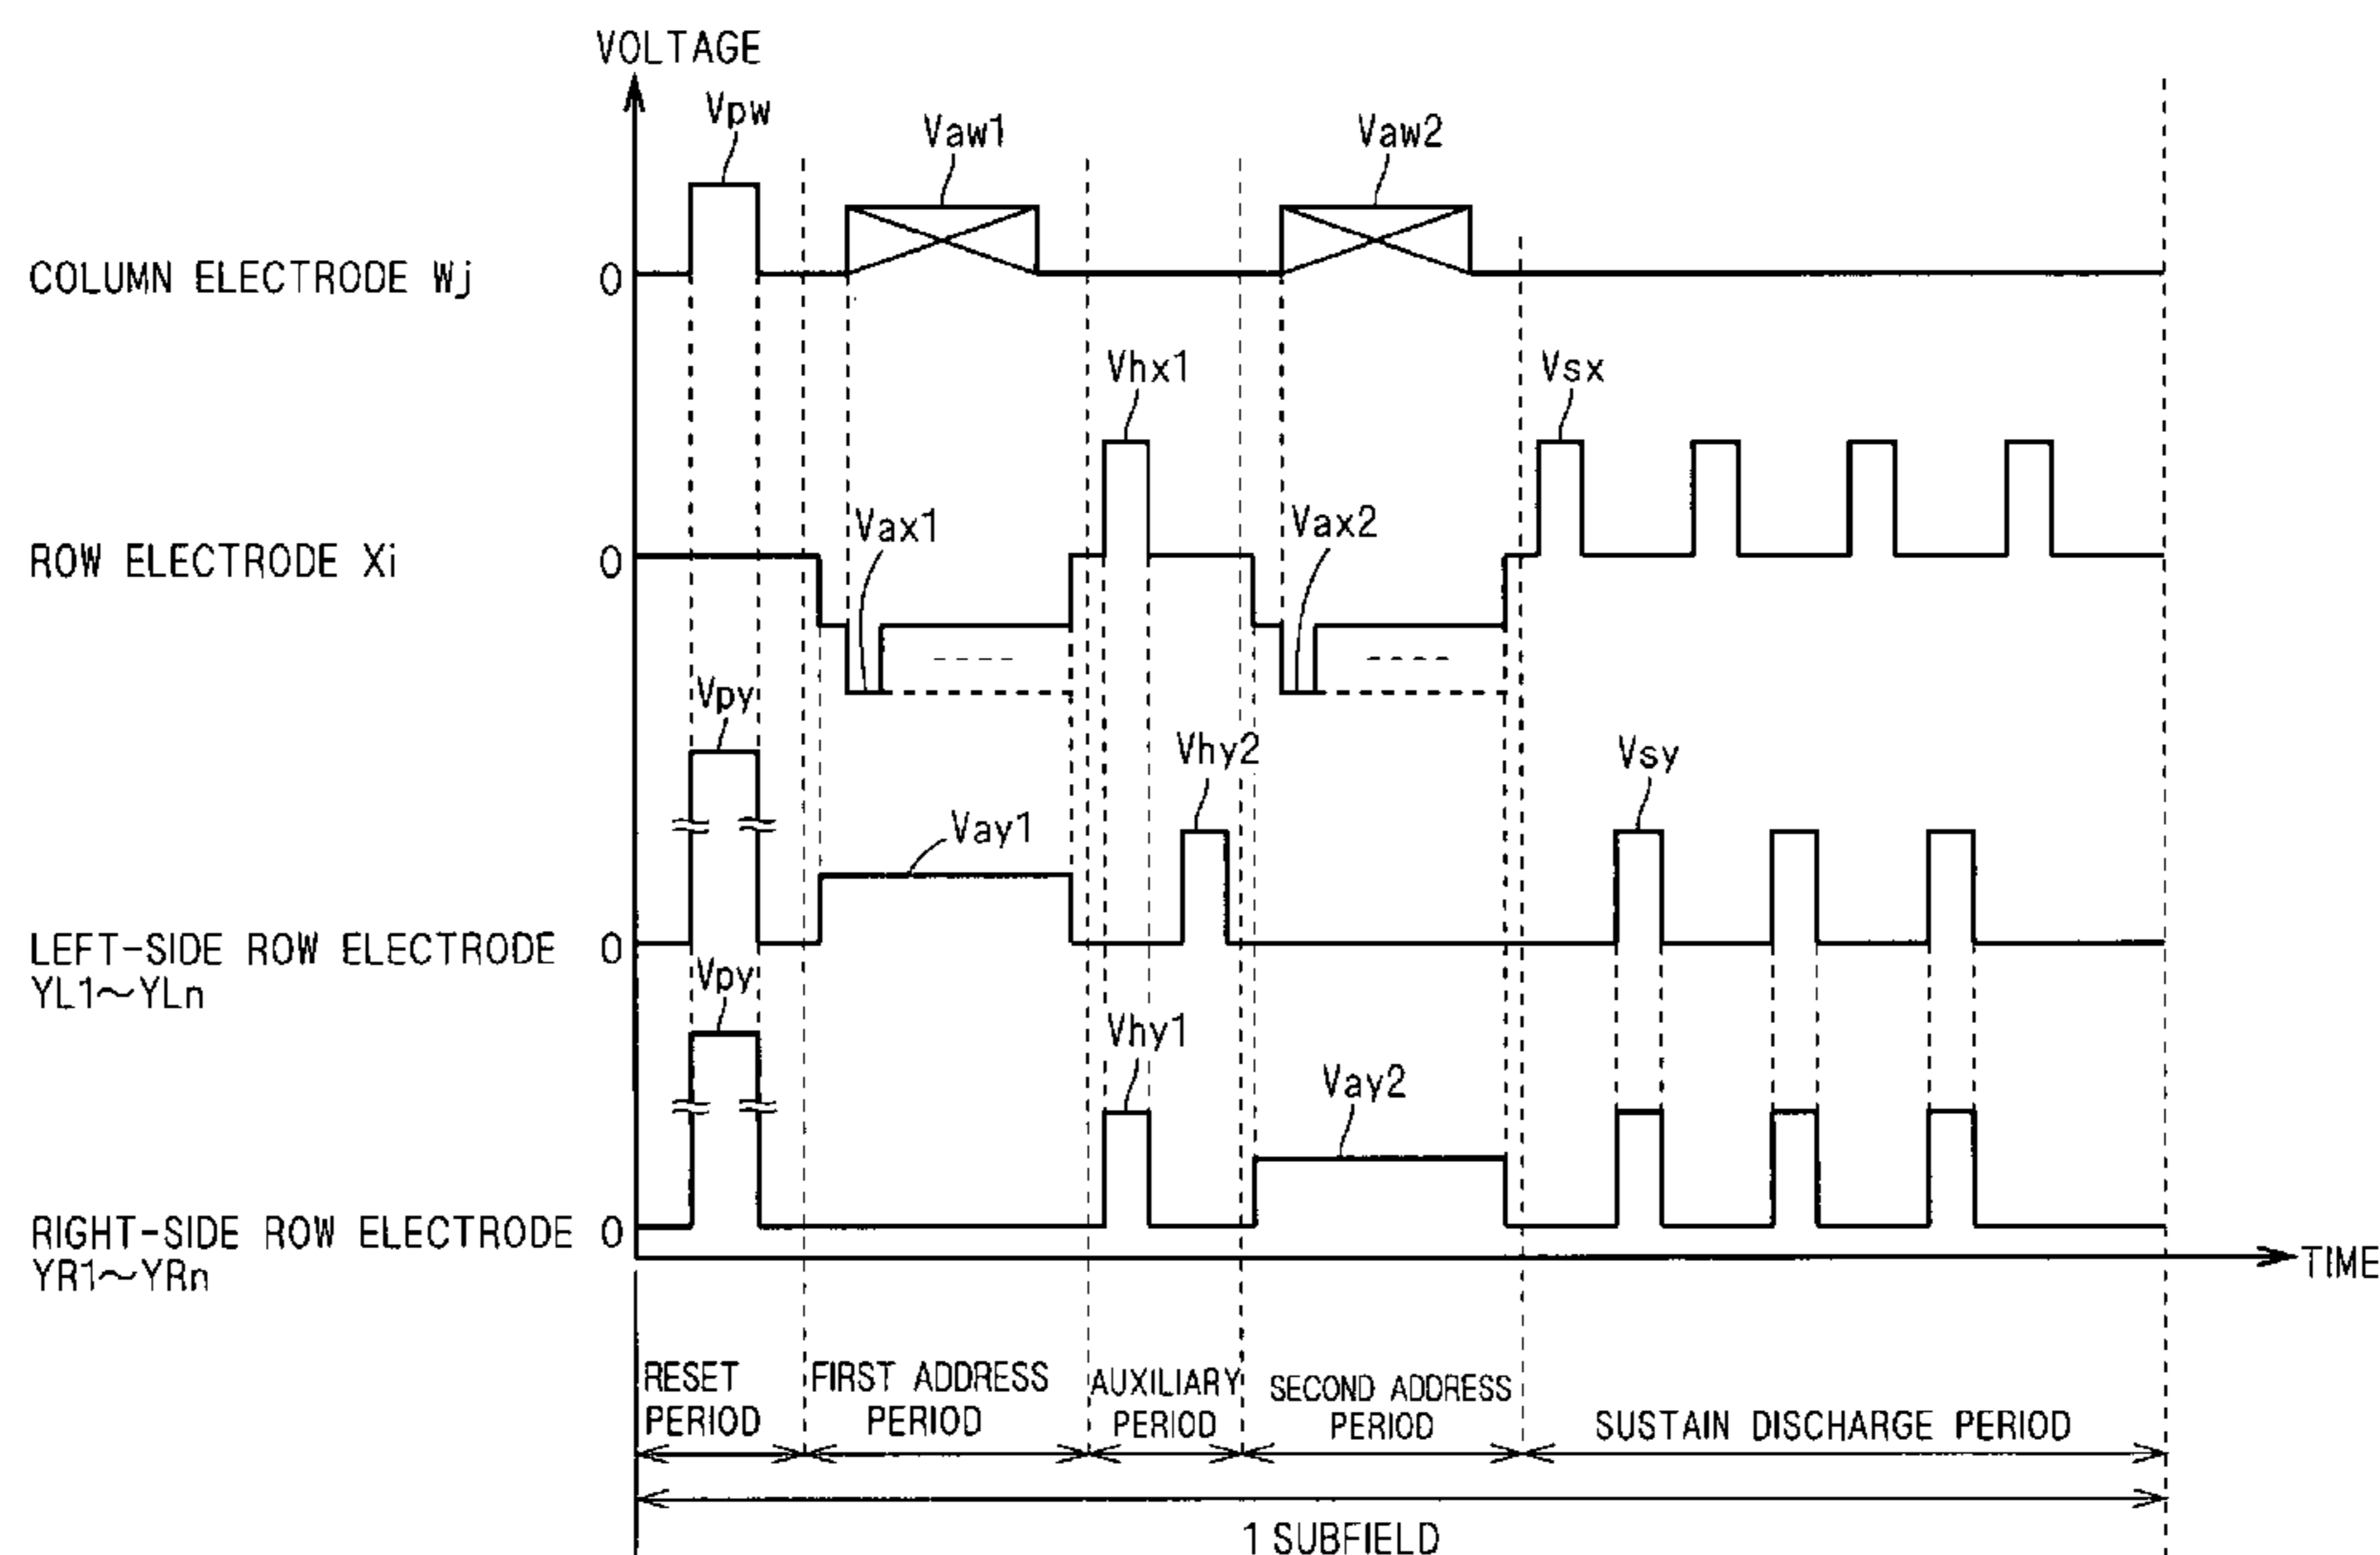 VOLTAGE
Vpw
Vaw1
Vaw2
COLUMN ELECTRODE Wj
0
Vhx1
Vsx
Vax1
Vax2
ROW ELECTRODE Xi
0
Vpy
Vhy2
Vsy
Vay1
LEFT-SIDE ROW ELECTRODE
YL1~YLn
0
Vpy
Vhy1
Vay2
RIGHT-SIDE ROW ELECTRODE
YR1~YRn
0
TIME
RESET
PERIOD
FIRST ADDRESS
PERIOD
AUXILIARY
PERIOD
SECOND ADDRESS
PERIOD
SUSTAIN DISCHARGE PERIOD
1 SUBFIELD